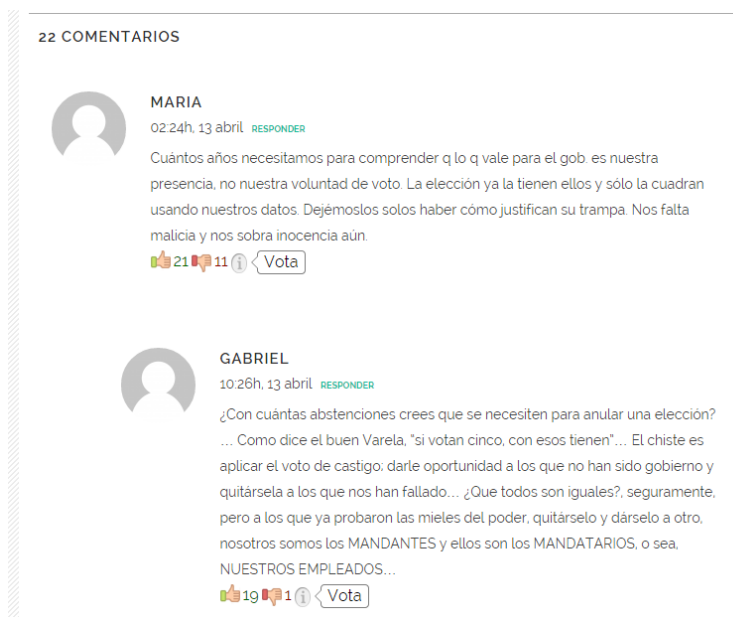 22 COMENTARIOS
MARIA
02:24h, 13 abril RESPONDER
Cuántos años necesitamos para comprender q lo q vale para el gob. es nuestra
presencia, no nuestra voluntad de voto. La elección ya la tienen ellos y sólo la cuadran
usando nuestros datos. Dejémoslos solos haber cómo justifican su trampa. Nos falta
malicia y nos sobra inocencia aún.
21 11 i Vota
GABRIEL
10:26h, 13 abril RESPONDER
¿Con cuántas abstenciones crees que se necesiten para anular una elección?
… Como dice el buen Varela, "si votan cinco, con esos tienen"… El chiste es
aplicar el voto de castigo; darle oportunidad a los que no han sido gobierno y
quitársela a los que nos han fallado… ¿Que todos son iguales?, seguramente,
pero a los que ya probaron las mieles del poder, quitárselo y dárselo a otro,
nosotros somos los MANDANTES y ellos son los MANDATARIOS, o sea,
NUESTROS EMPLEADOS…
19 1 i Vota